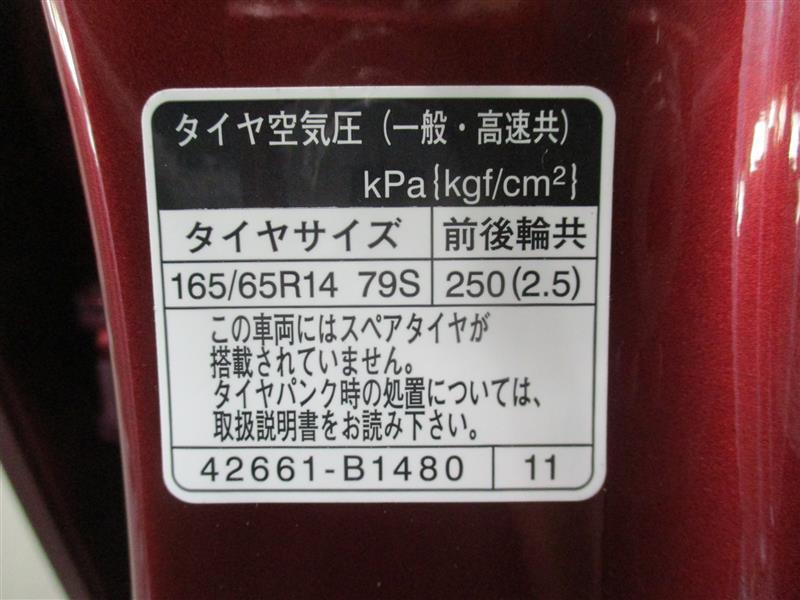 タイヤ空気圧（一般・高速共）
kPa{kgf/cm²}
タイヤサイズ 前後輪共
165/65R14 79S 250(2.5)
この車両にはスペアタイヤが
搭載されていません。
タイヤパンク時の処置については、
取扱説明書をお読み下さい。
42661-B1480 11